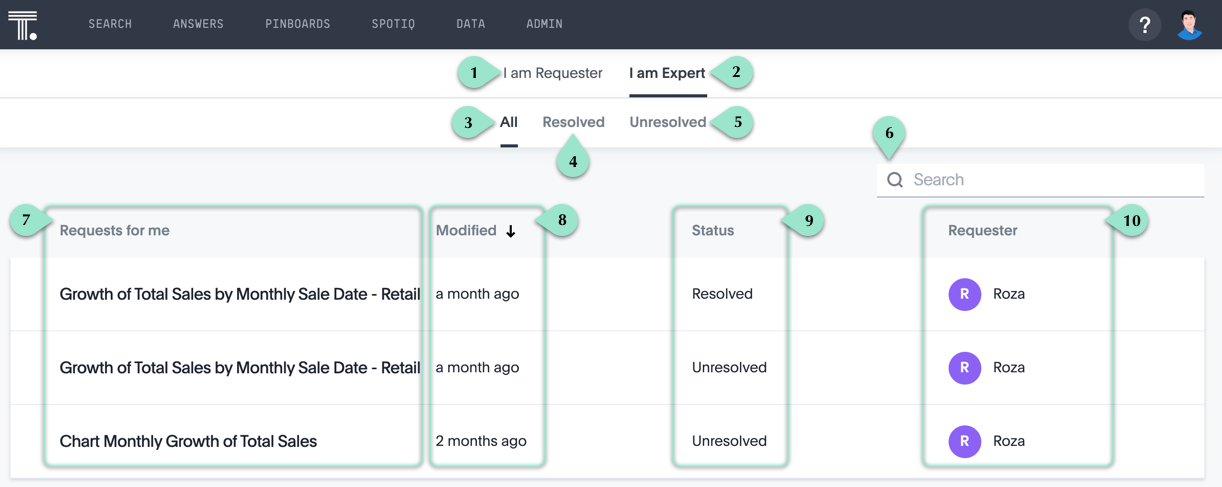 T. SEARCH ANSWERS PINBOARDS SPOTIQ DATA ADMIN ?
1 I am Requester I am Expert 2
3 All Resolved Unresolved 5
4
6
Search
7 8 9 10
Requests for me Modified ↓ Status Requester
Growth of Total Sales by Monthly Sale Date - Retail a month ago Resolved R Roza
Growth of Total Sales by Monthly Sale Date - Retail a month ago Unresolved R Roza
Chart Monthly Growth of Total Sales 2 months ago Unresolved R Roza